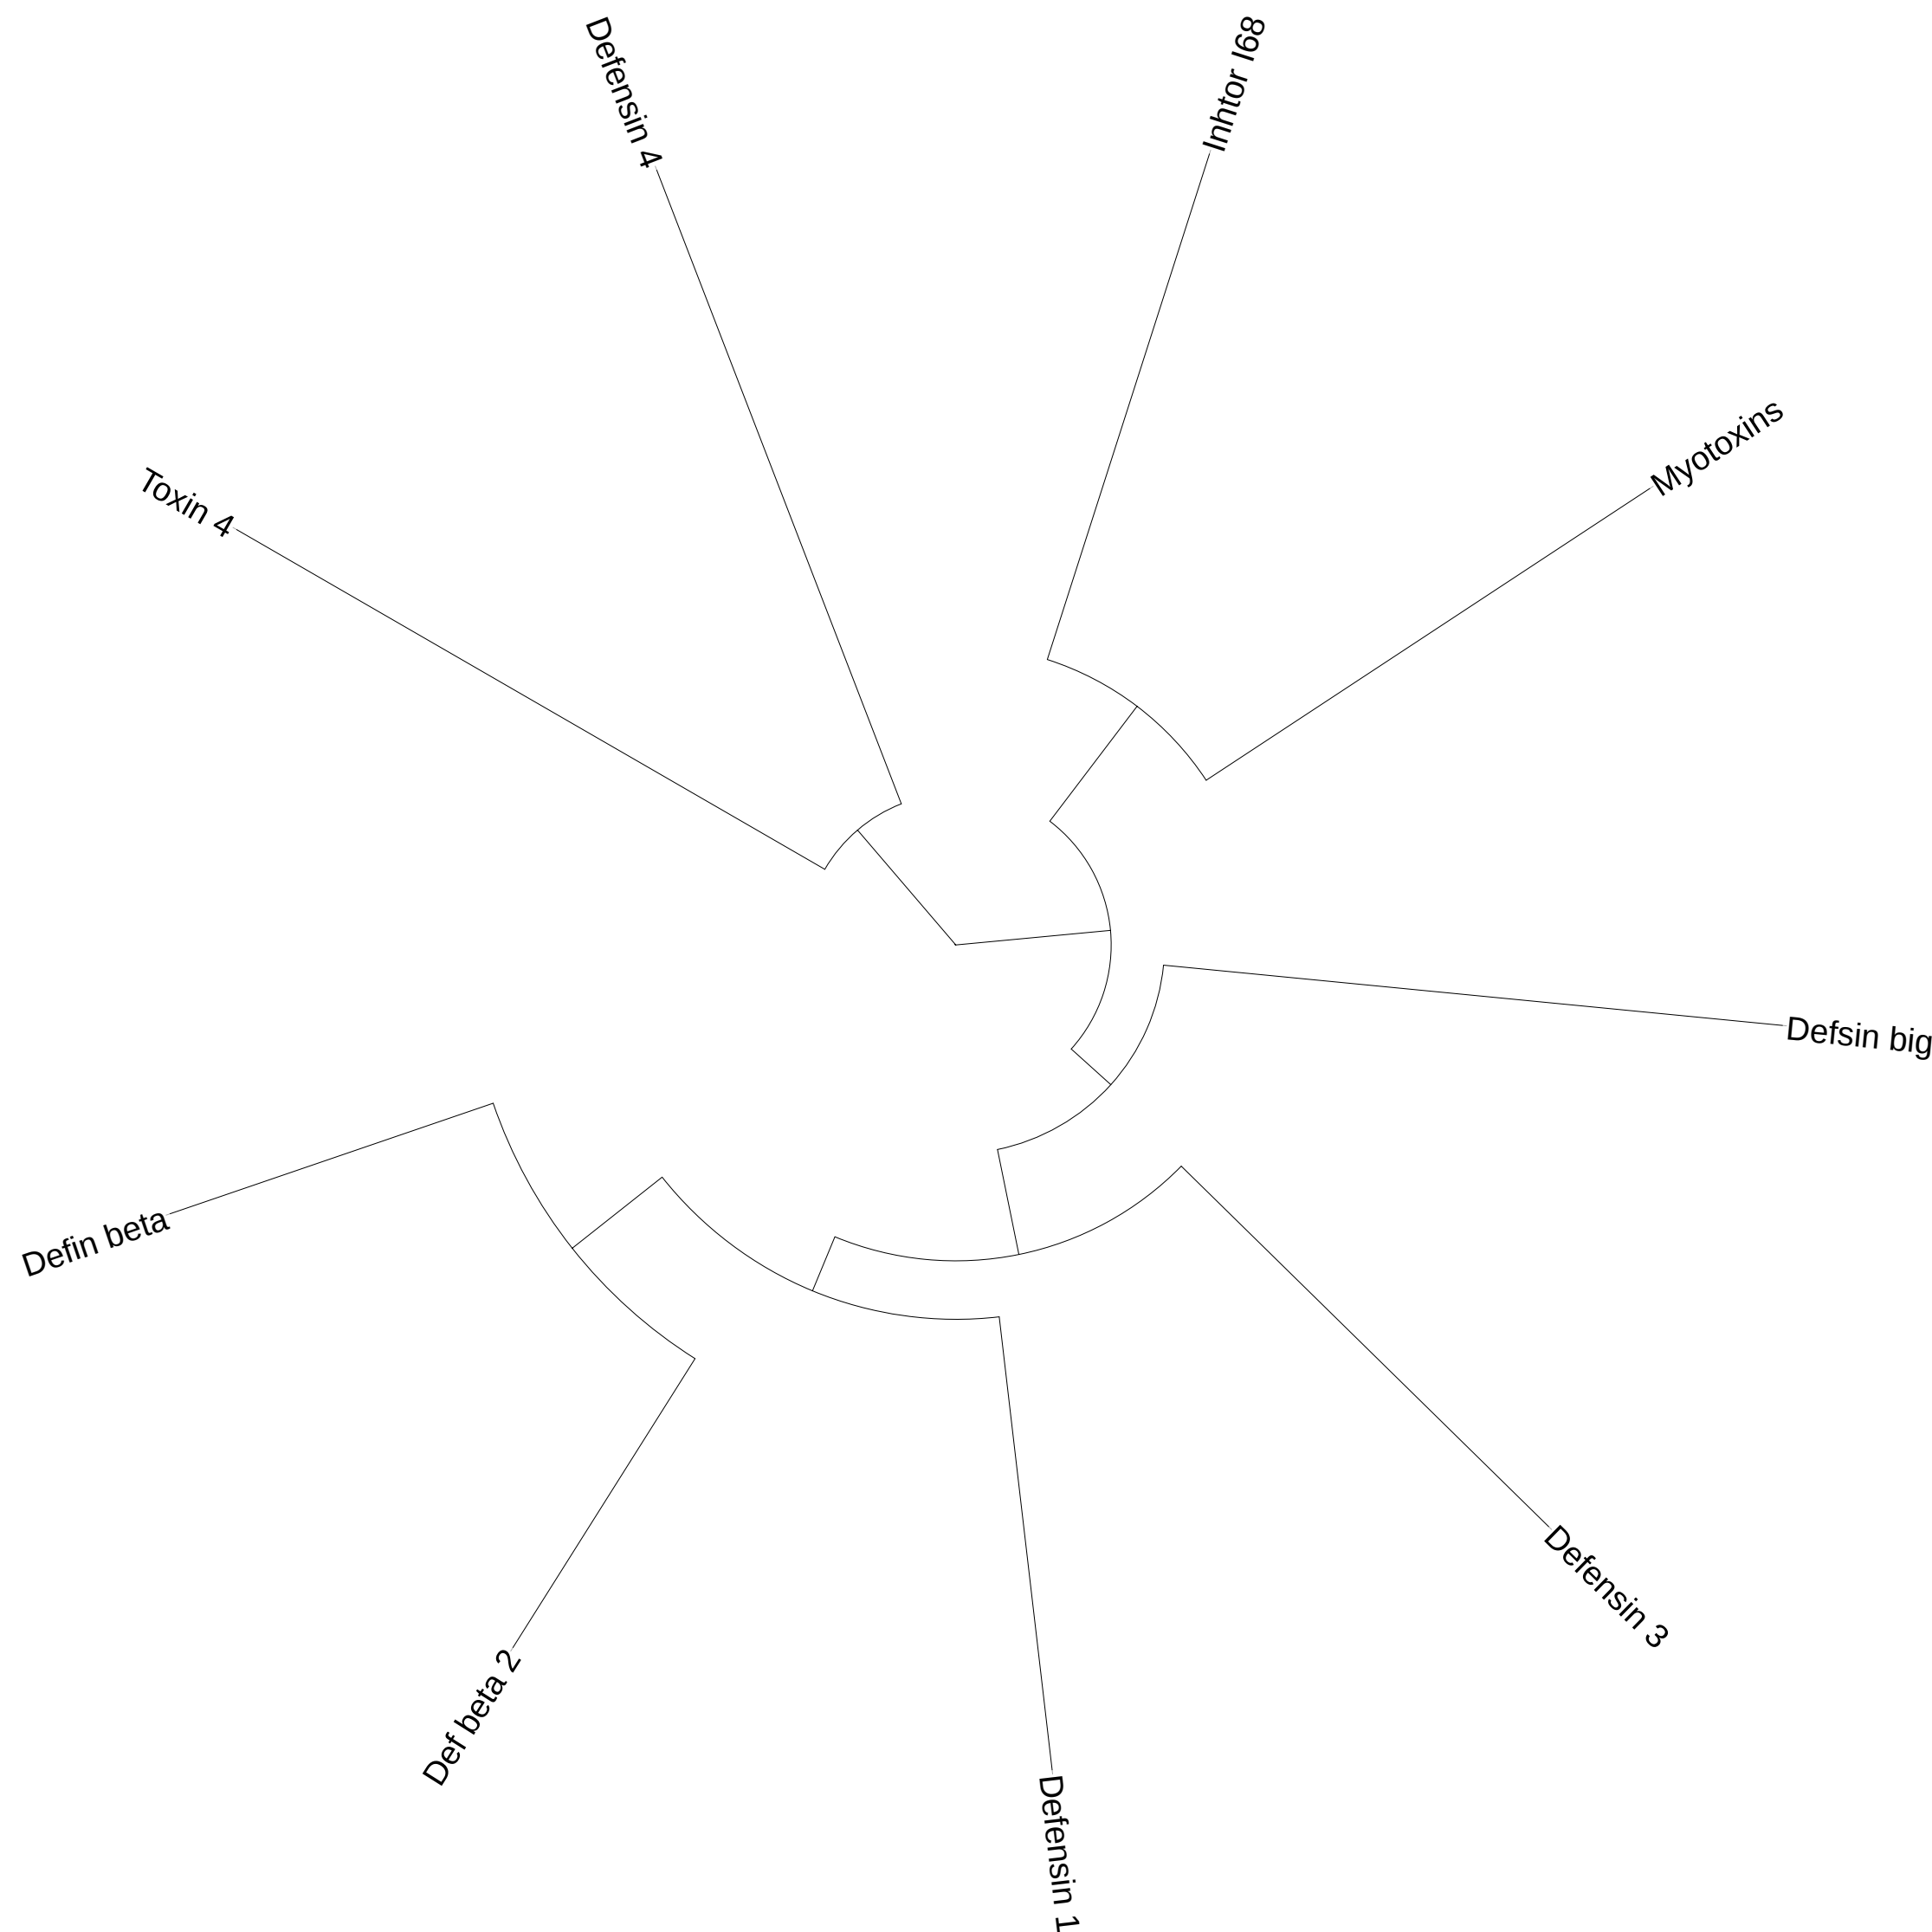 Defensin 4
Inhtor I68
Myotoxins
Toxin 4
Defsin big
Defin beta
Defensin 3
Def beta 2
Defensin 1